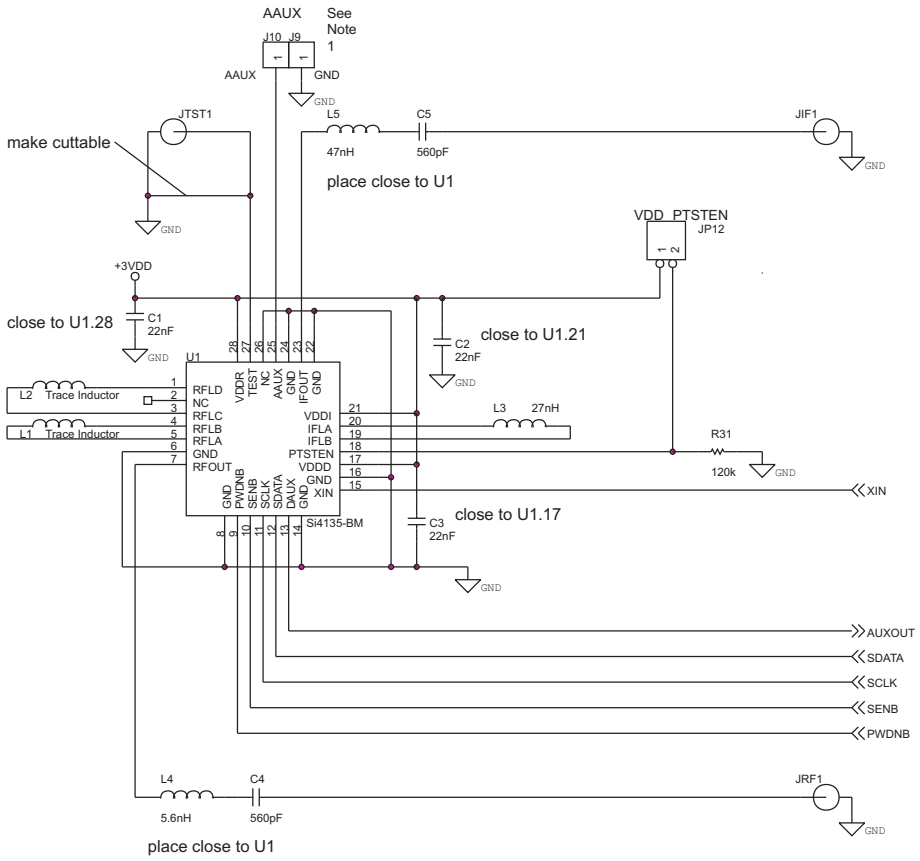 AAUX
See
Note
1
J10 J9
1 1
AAUX
GND
GND
JTST1
make cuttable
GND
L5
47nH
C5
560pF
place close to U1
JIF1
GND
VDD PTSTEN
JP12
1 2
+3VDD
close to U1.28
C1
22nF
GND
close to U1.21
C2
22nF
GND
U1
28 27 26 25 24 23 22
VDDR TEST NC AAUX GND IFOUT GND
1 RFLD
2 NC
3 RFLC
4 RFLB
5 RFLA
6 GND
7 RFOUT
L2 Trace Inductor
L1 Trace Inductor
VDDI 21
IFLA 20
IFLB 19
PTSTEN 18
VDDD 17
GND 16
XIN 15
L3 27nH
R31
120k
GND
XIN
GND PWDNB SENB SCLK SDATA DAUX GND
8 9 10 11 12 13 14
Si4135-BM
close to U1.17
C3
22nF
GND
AUXOUT
SDATA
SCLK
SENB
PWDNB
L4
5.6nH
C4
560pF
place close to U1
JRF1
GND